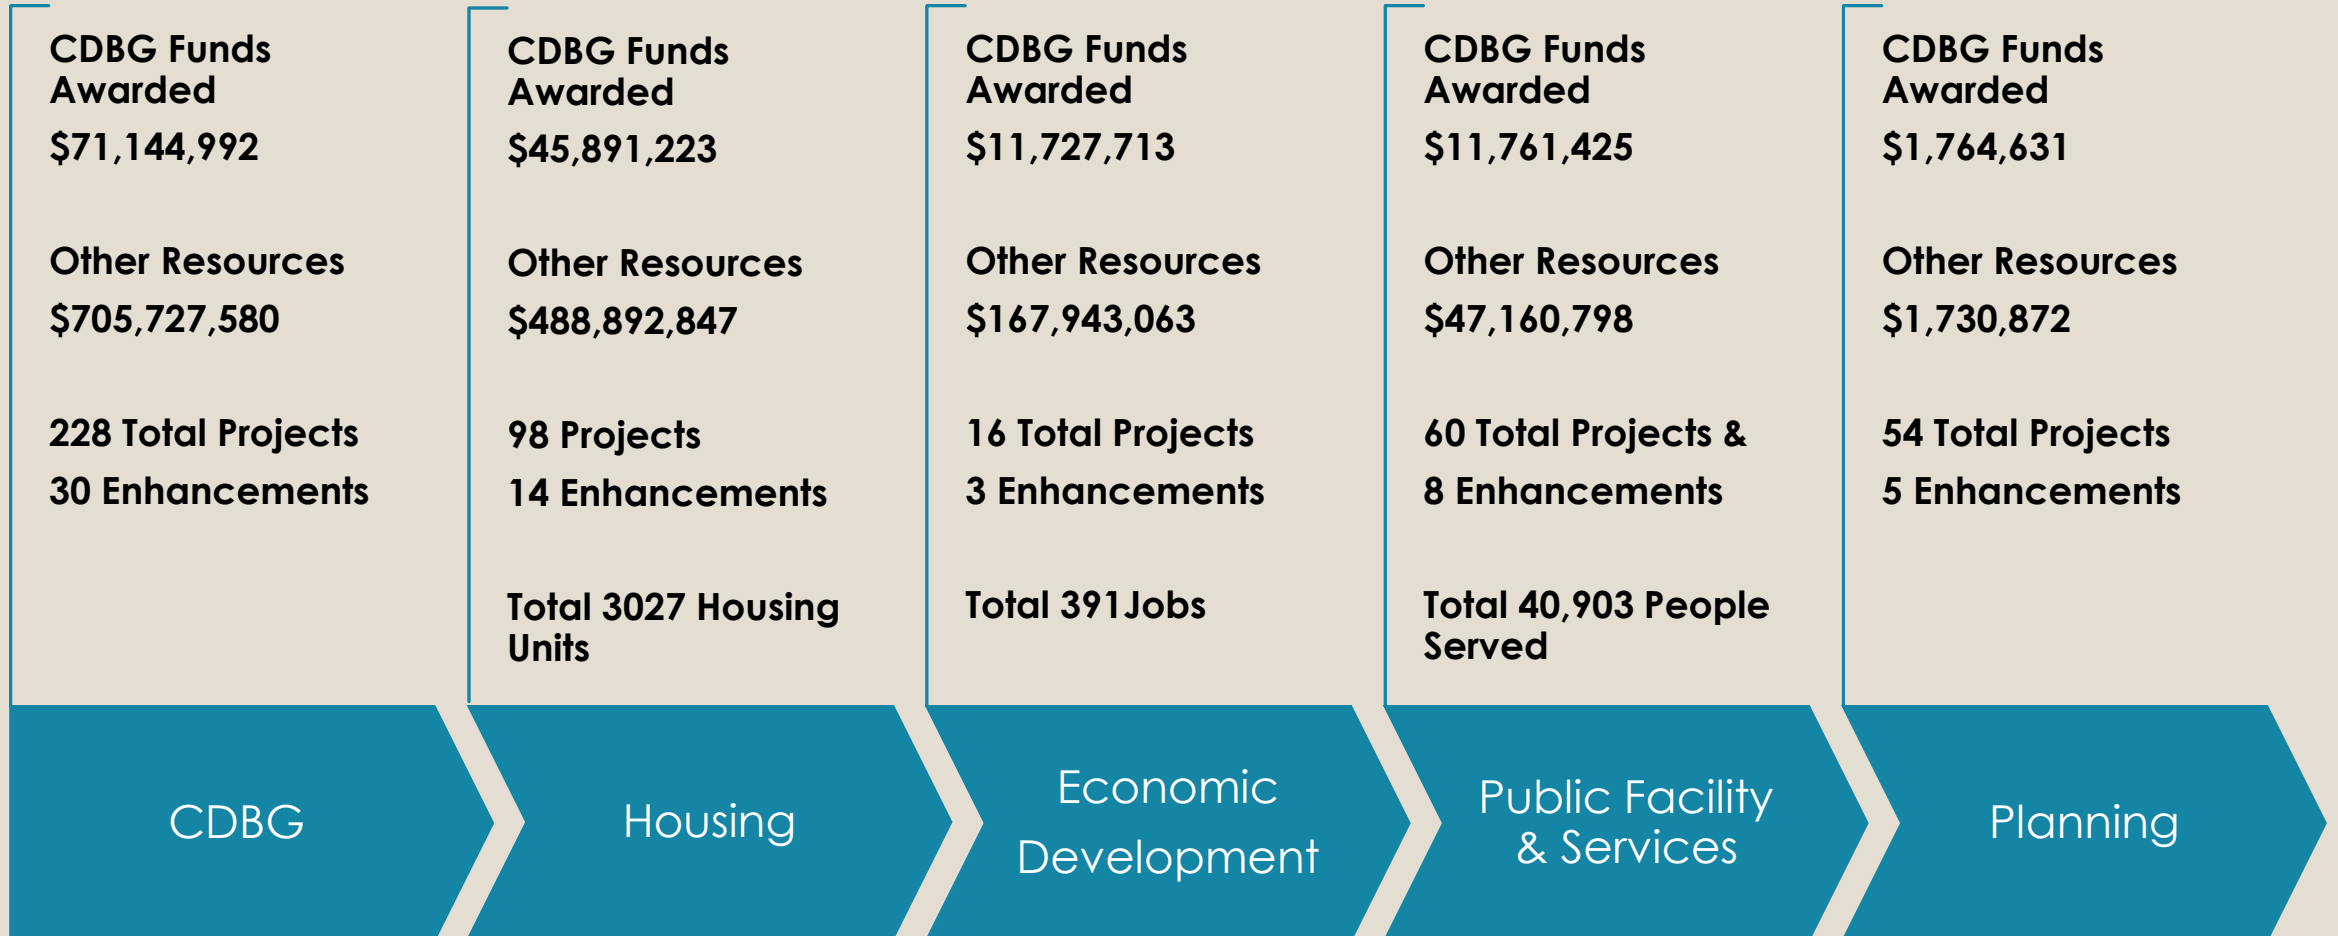 CDBG Funds
Awarded
$71,144,992
Other Resources
$705,727,580
228 Total Projects
30 Enhancements
CDBG
CDBG Funds
Awarded
$45,891,223
Other Resources
$488,892,847
98 Projects
14 Enhancements
Total 3027 Housing
Units
Housing
CDBG Funds
Awarded
$11,727,713
Other Resources
$167,943,063
16 Total Projects
3 Enhancements
Total 391Jobs
Economic
Development
CDBG Funds
Awarded
$11,761,425
Other Resources
$47,160,798
60 Total Projects &
8 Enhancements
Total 40,903 People
Served
Public Facility
& Services
CDBG Funds
Awarded
$1,764,631
Other Resources
$1,730,872
54 Total Projects
5 Enhancements
Planning